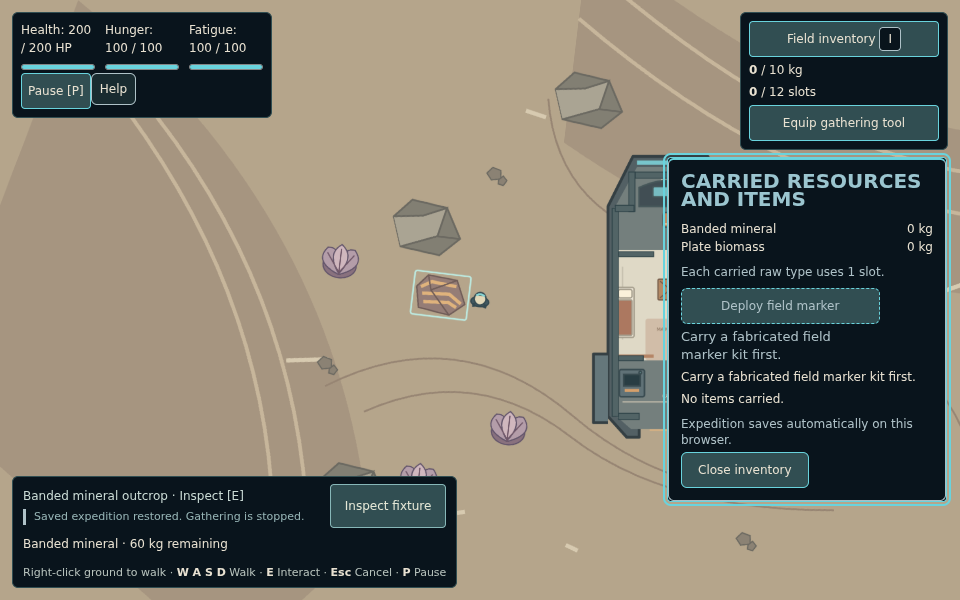 Health: 200 / 200 HP
Hunger: 100 / 100
Fatigue: 100 / 100
Pause [P]
Help
Field inventory I
0 / 10 kg
0 / 12 slots
Equip gathering tool
CARRIED RESOURCES
AND ITEMS
Banded mineral 0 kg
Plate biomass 0 kg
Each carried raw type uses 1 slot.
Deploy field marker
Carry a fabricated field
marker kit first.
Carry a fabricated field marker kit first.
No items carried.
Expedition saves automatically on this
browser.
Close inventory
Banded mineral outcrop · Inspect [E]
Saved expedition restored. Gathering is stopped.
Inspect fixture
Banded mineral · 60 kg remaining
Right-click ground to walk · W A S D Walk · E Interact · Esc Cancel · P Pause